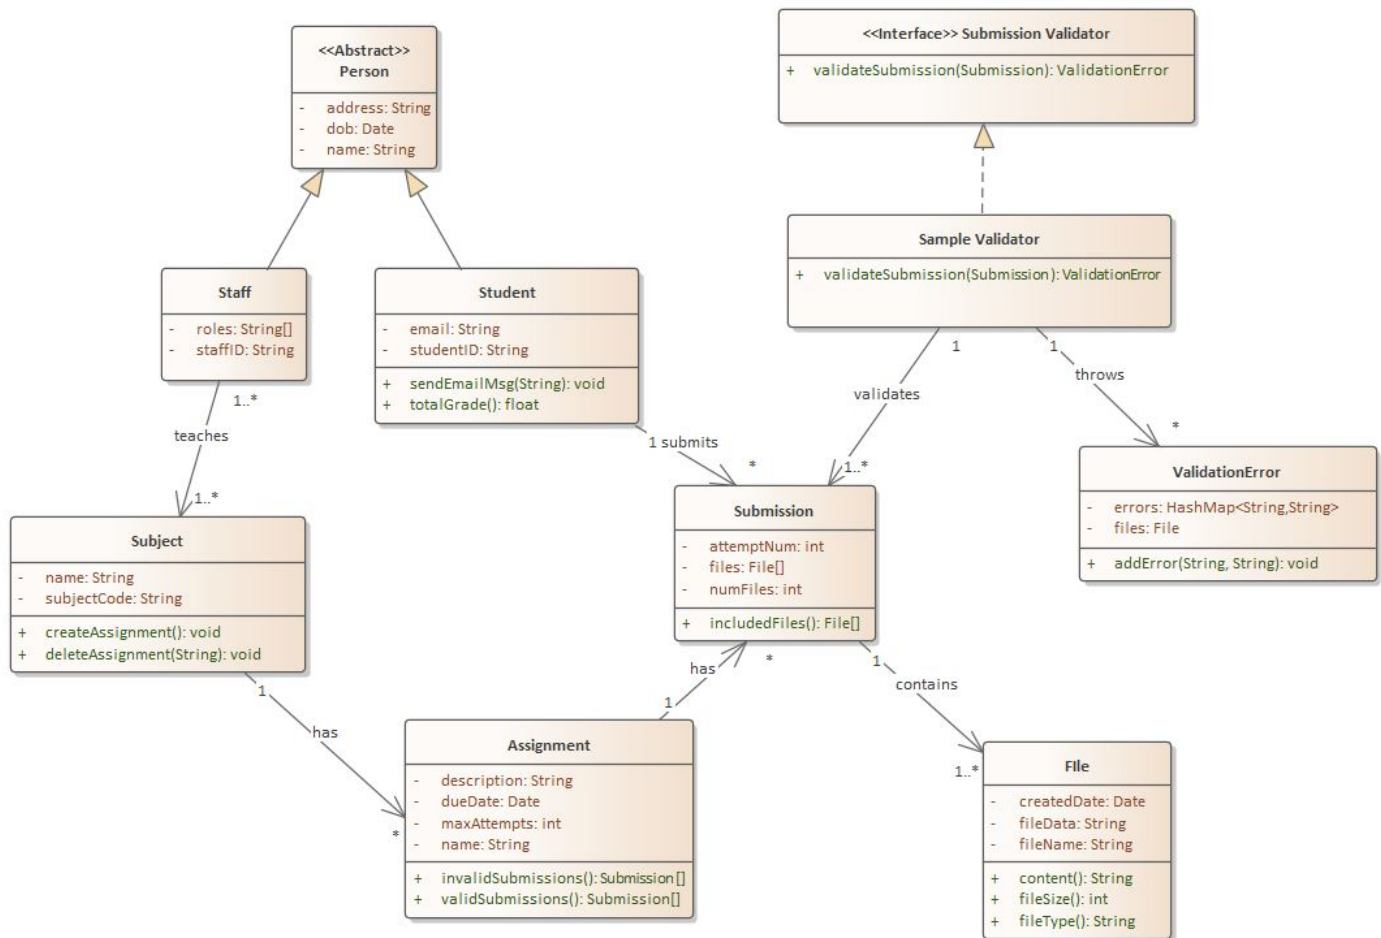 <<Abstract>>
Person
- address: String
- dob: Date
- name: String
<<Interface>> Submission Validator
+ validateSubmission(Submission): ValidationError
Sample Validator
+ validateSubmission(Submission): ValidationError
Staff
- roles: String[]
- staffID: String
Student
- email: String
- studentID: String
+ sendEmailMsg(String): void
+ totalGrade(): float
1..*
teaches
1..*
1 submits
*
1
validates
1..*
1
throws
*
Subject
- name: String
- subjectCode: String
+ createAssignment(): void
+ deleteAssignment(String): void
Submission
- attemptNum: int
- files: File[]
- numFiles: int
+ includedFiles(): File[]
ValidationError
- errors: HashMap<String,String>
- files: File
+ addError(String, String): void
1
has
*
1
has
*
1
contains
1..*
Assignment
- description: String
- dueDate: Date
- maxAttempts: int
- name: String
+ invalidSubmissions(): Submission[]
+ validSubmissions(): Submission[]
FIle
- createdDate: Date
- fileData: String
- fileName: String
+ content(): String
+ fileSize(): int
+ fileType(): String